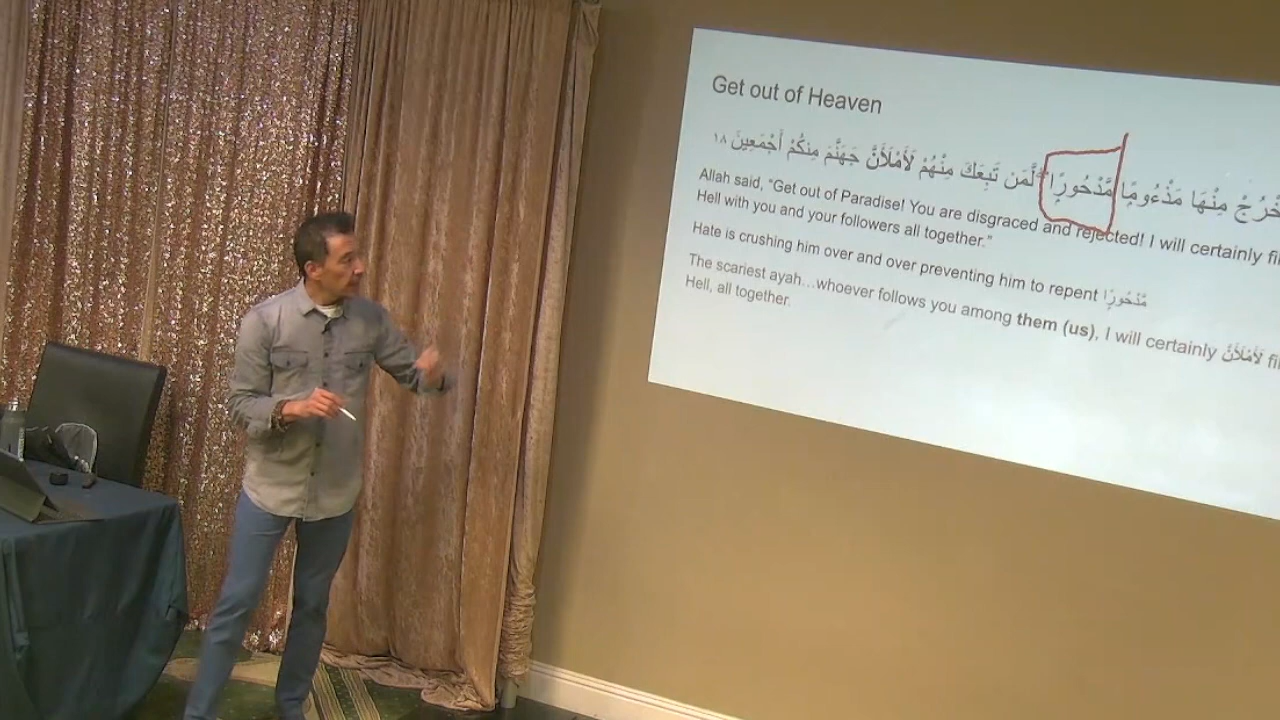 Get out of Heaven
خْرُجْ مِنْهَا مَذْءُومًا مَّدْحُورًا ۖ لَّمَن تَبِعَكَ مِنْهُمْ لَأَمْلَأَنَّ جَهَنَّمَ مِنكُمْ أَجْمَعِينَ ١٨
Allah said, “Get out of Paradise! You are disgraced and rejected! I will certainly fi
Hell with you and your followers all together.”
Hate is crushing him over and over preventing him to repent مَّدْحُورًا
The scariest ayah…whoever follows you among them (us), I will certainly لَأَمْلَأَنَّ fi
Hell, all together.